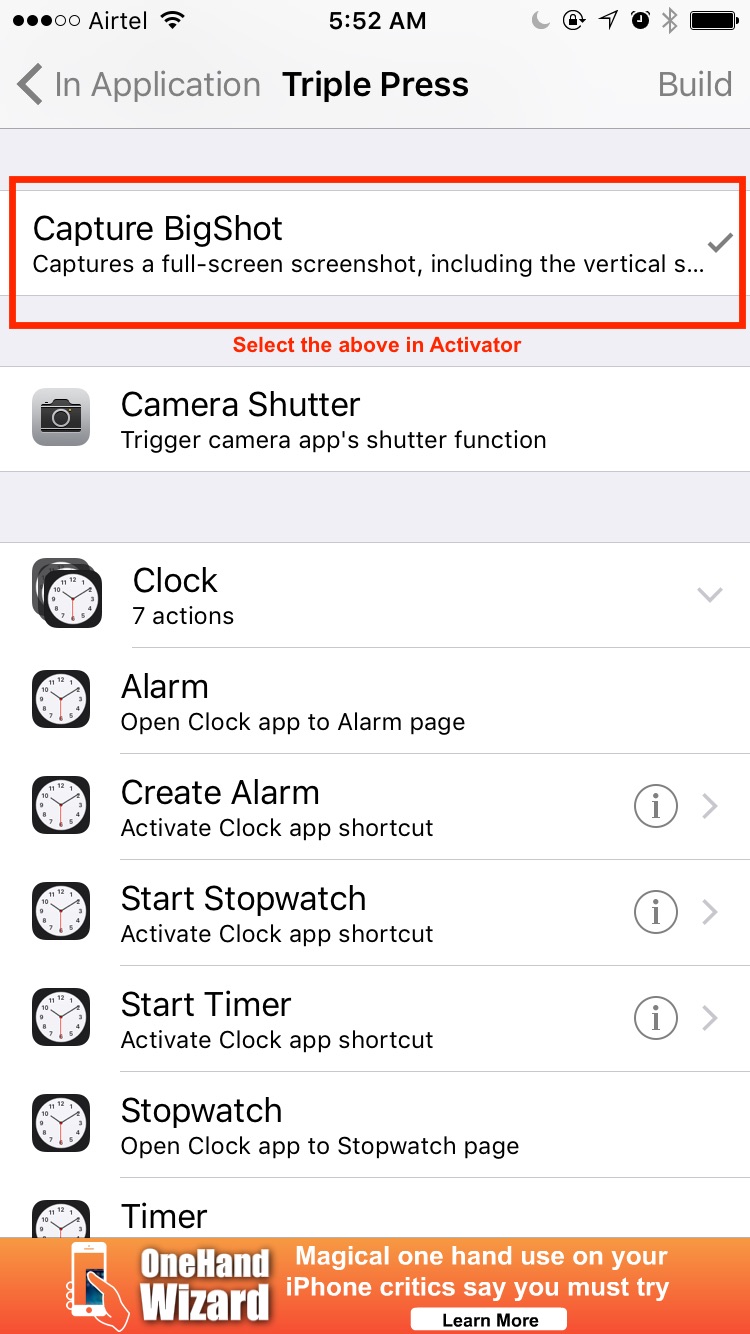 Airtel 5:52 AM
In Application Triple Press Build
Capture BigShot
Captures a full-screen screenshot, including the vertical s...
Select the above in Activator
Camera Shutter
Trigger camera app's shutter function
Clock
7 actions
Alarm
Open Clock app to Alarm page
Create Alarm
Activate Clock app shortcut
Start Stopwatch
Activate Clock app shortcut
Start Timer
Activate Clock app shortcut
Stopwatch
Open Clock app to Stopwatch page
Timer
OneHand
Wizard
Magical one hand use on your
iPhone critics say you must try
Learn More